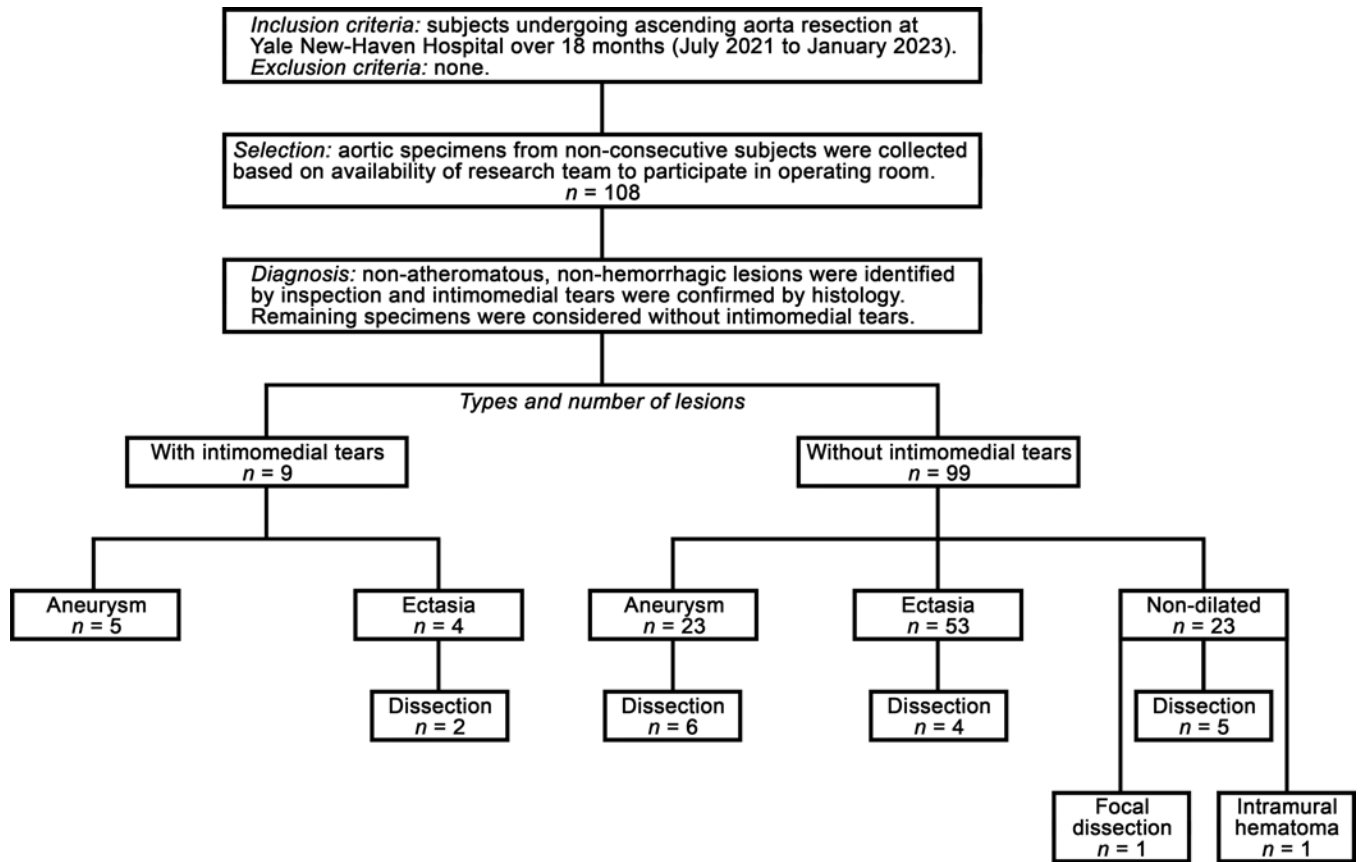 Inclusion criteria: subjects undergoing ascending aorta resection at
Yale New-Haven Hospital over 18 months (July 2021 to January 2023).
Exclusion criteria: none.
Selection: aortic specimens from non-consecutive subjects were collected
based on availability of research team to participate in operating room.
n = 108
Diagnosis: non-atheromatous, non-hemorrhagic lesions were identified
by inspection and intimomedial tears were confirmed by histology.
Remaining specimens were considered without intimomedial tears.
Types and number of lesions
With intimomedial tears
n = 9
Without intimomedial tears
n = 99
Aneurysm
n = 5
Ectasia
n = 4
Aneurysm
n = 23
Ectasia
n = 53
Non-dilated
n = 23
Dissection
n = 2
Dissection
n = 6
Dissection
n = 4
Dissection
n = 5
Focal
dissection
n = 1
Intramural
hematoma
n = 1